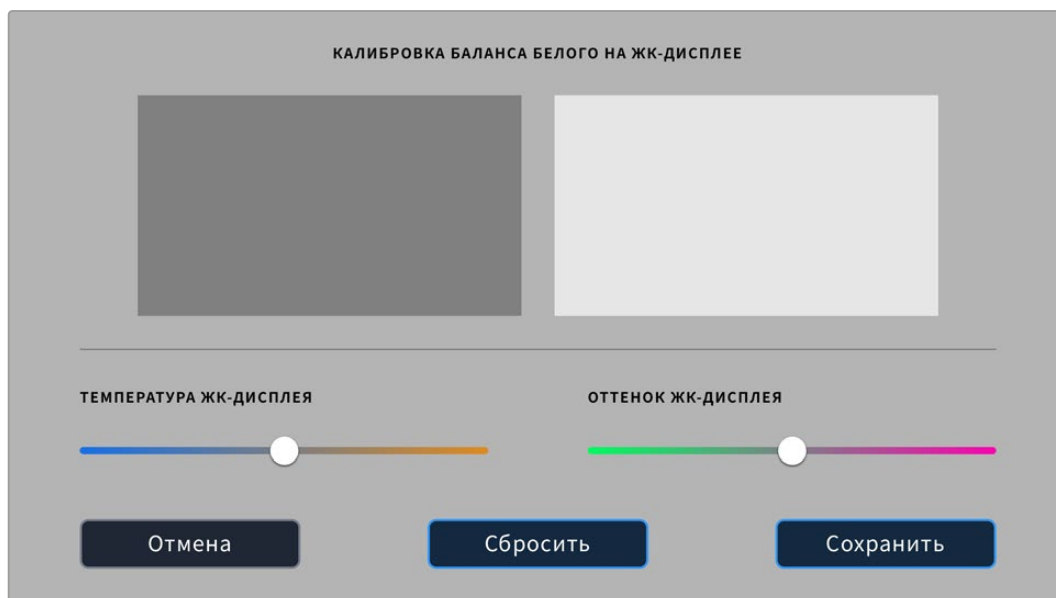 КАЛИБРОВКА БАЛАНСА БЕЛОГО НА ЖК-ДИСПЛЕЕ
ТЕМПЕРАТУРА ЖК-ДИСПЛЕЯ
ОТТЕНОК ЖК-ДИСПЛЕЯ
Отмена
Сбросить
Сохранить